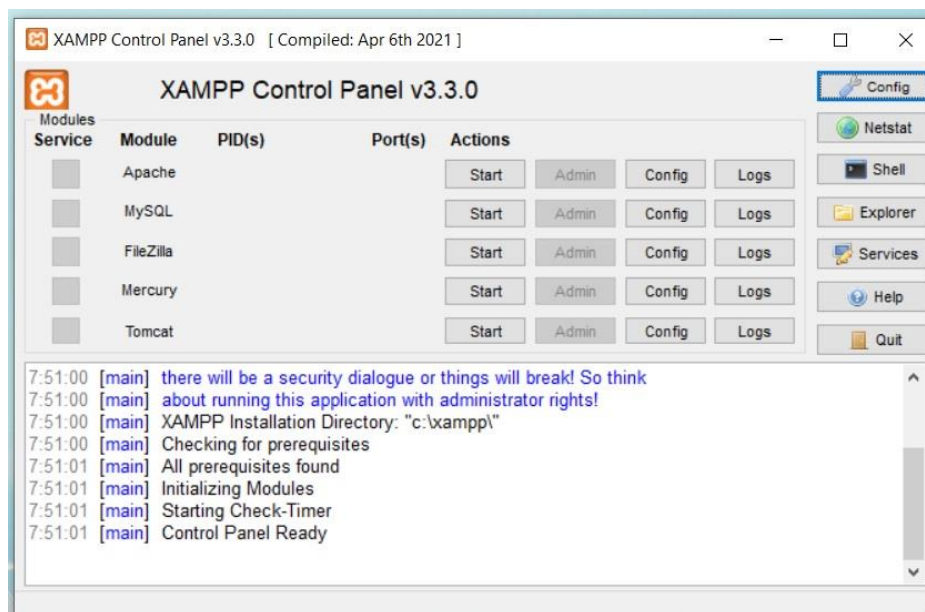 XAMPP Control Panel v3.3.0 [ Compiled: Apr 6th 2021 ]
XAMPP Control Panel v3.3.0
Config
Modules
Service Module PID(s) Port(s) Actions
Netstat
Apache Start Admin Config Logs
Shell
MySQL Start Admin Config Logs
Explorer
FileZilla Start Admin Config Logs
Services
Mercury Start Admin Config Logs
Help
Tomcat Start Admin Config Logs
Quit
7:51:00 [main] there will be a security dialogue or things will break! So think
7:51:00 [main] about running this application with administrator rights!
7:51:00 [main] XAMPP Installation Directory: "c:\xampp\"
7:51:00 [main] Checking for prerequisites
7:51:01 [main] All prerequisites found
7:51:01 [main] Initializing Modules
7:51:01 [main] Starting Check-Timer
7:51:01 [main] Control Panel Ready